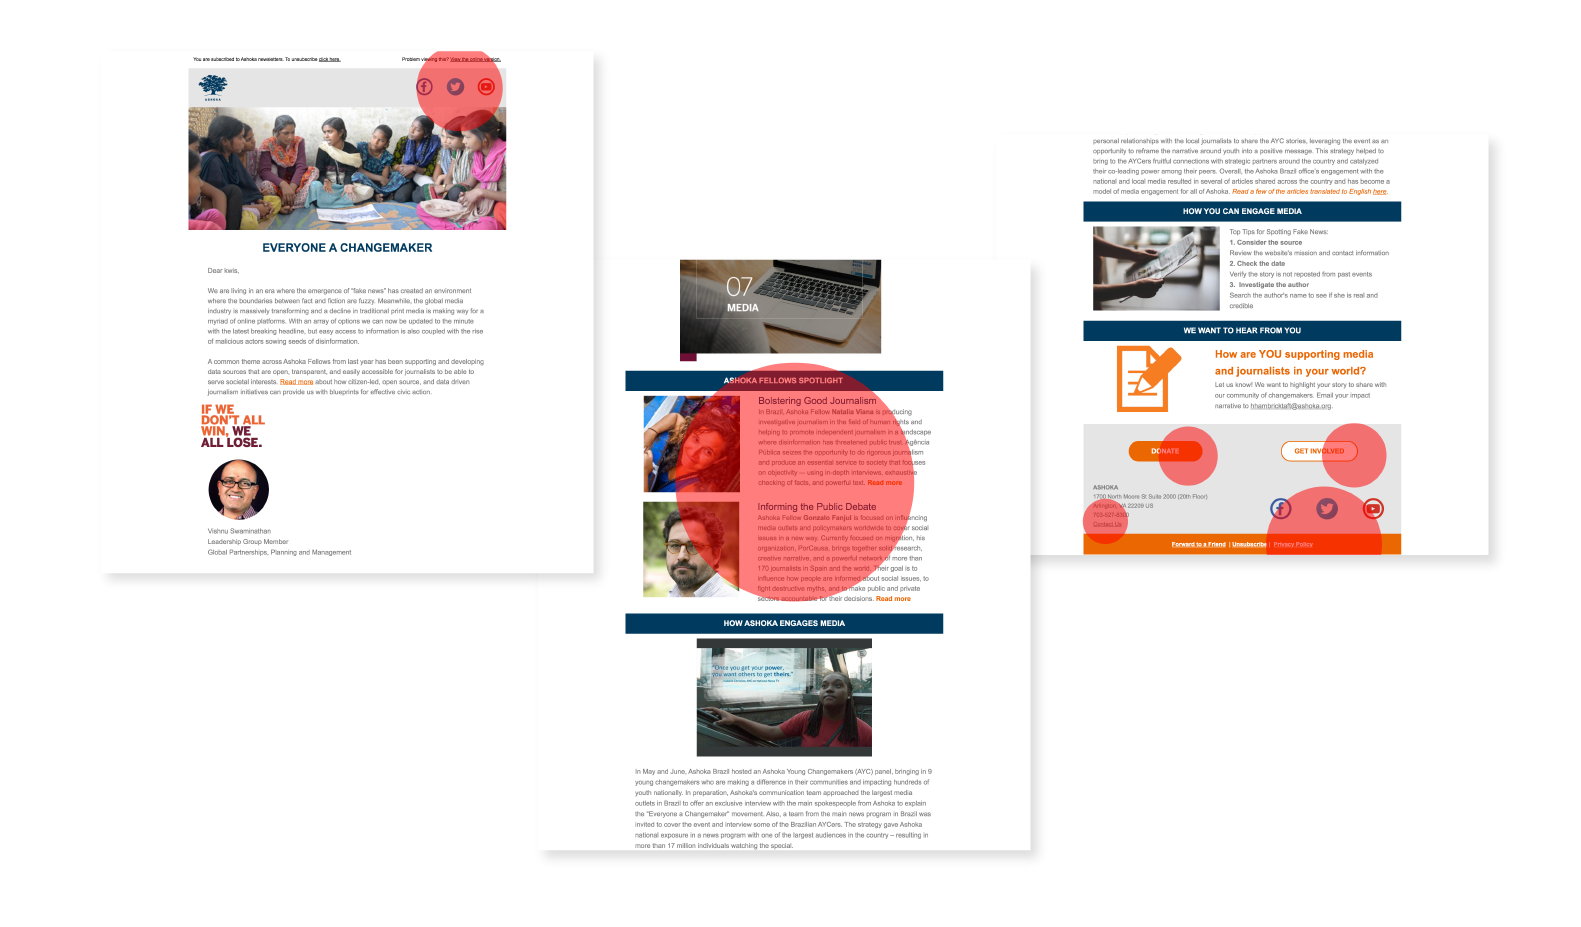 You are subscribed to Ashoka newsletters. To unsubscribe click here.
Problem viewing this? View the online version.
ASHOKA
EVERYONE A CHANGEMAKER
Dear kwis,
We are living in an era where the emergence of "fake news" has created an environment
where the boundaries between fact and fiction are fuzzy. Meanwhile, the global media
industry is massively transforming and a decline in traditional print media is making way for a
myriad of online platforms. With an array of options we can now be updated to the minute
with the latest breaking headline, but easy access to information is also coupled with the rise
of malicious actors sowing seeds of disinformation.
A common theme across Ashoka Fellows from last year has been supporting and developing
data sources that are open, transparent, and easily accessible for journalists to be able to
serve societal interests. Read more about how citizen-led, open source, and data driven
journalism initiatives can provide us with blueprints for effective civic action.
IF WE
DON'T ALL
WIN, WE
ALL LOSE.
Vishnu Swaminathan
Leadership Group Member
Global Partnerships, Planning and Management
07
MEDIA
ASHOKA FELLOWS SPOTLIGHT
Bolstering Good Journalism
In Brazil, Ashoka Fellow Natalia Viana is producing
investigative journalism in the field of human rights and
helping to promote independent journalism in a landscape
where disinformation has threatened public trust. Agência
Pública seizes the opportunity to do rigorous journalism
and produce an essential service to society that focuses
on objectivity — using in-depth interviews, exhaustive
checking of facts, and powerful text. Read more
Informing the Public Debate
Ashoka Fellow Gonzalo Fanjul is focused on influencing
media outlets and policymakers worldwide to cover social
issues in a new way. Currently focused on migration, his
organization, PorCausa, brings together solid research,
creative narrative, and a powerful network of more than
170 journalists in Spain and the world. Their goal is to
influence how people are informed about social issues, to
fight destructive myths, and to make public and private
sectors accountable for their decisions. Read more
HOW ASHOKA ENGAGES MEDIA
"Once you get your power,
you want others to get theirs."
In May and June, Ashoka Brazil hosted an Ashoka Young Changemakers (AYC) panel, bringing in 9
young changemakers who are making a difference in their communities and impacting hundreds of
youth nationally. In preparation, Ashoka's communication team approached the largest media
outlets in Brazil to offer an exclusive interview with the main spokespeople from Ashoka to explain
the "Everyone a Changemaker" movement. Also, a team from the main news program in Brazil was
invited to cover the event and interview some of the Brazilian AYCers. The strategy gave Ashoka
national exposure in a news program with one of the largest audiences in the country – resulting in
more than 17 million individuals watching the special.
personal relationships with the local journalists to share the AYC stories, leveraging the event as an
opportunity to reframe the narrative around youth into a positive message. This strategy helped to
bring to the AYCers fruitful connections with strategic partners around the country and catalyzed
their co-leading power among their peers. Overall, the Ashoka Brazil office's engagement with the
national and local media resulted in several of articles shared across the country and has become a
model of media engagement for all of Ashoka. Read a few of the articles translated to English here.
HOW YOU CAN ENGAGE MEDIA
Top Tips for Spotting Fake News:
1. Consider the source
Review the website's mission and contact information
2. Check the date
Verify the story is not reposted from past events
3. Investigate the author
Search the author's name to see if she is real and
credible
WE WANT TO HEAR FROM YOU
How are YOU supporting media
and journalists in your world?
Let us know! We want to highlight your story to share with
our community of changemakers. Email your impact
narrative to hhambricktaft@ashoka.org.
DONATE
GET INVOLVED
ASHOKA
1700 North Moore St Suite 2000 (20th Floor)
Arlington, VA 22209 US
703-527-8300
Contact Us
Forward to a Friend | Unsubscribe | Privacy Policy